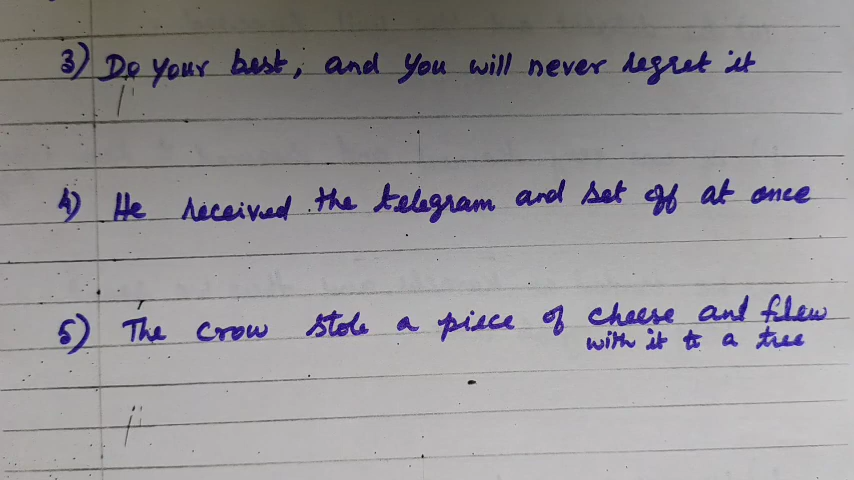 3) Do your best, and you will never regret it
4) He received the telegram and set off at once
5) The crow stole a piece of cheese and flew
with it to a tree